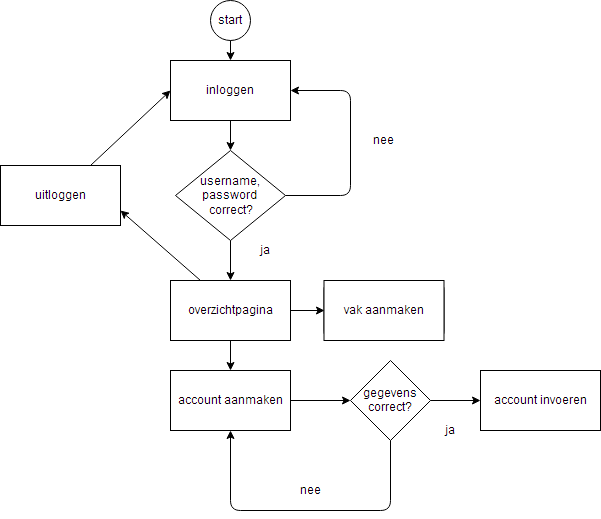 start
inloggen
nee
username,
password
correct?
uitloggen
ja
overzichtpagina
vak aanmaken
account aanmaken
gegevens
correct?
account invoeren
ja
nee